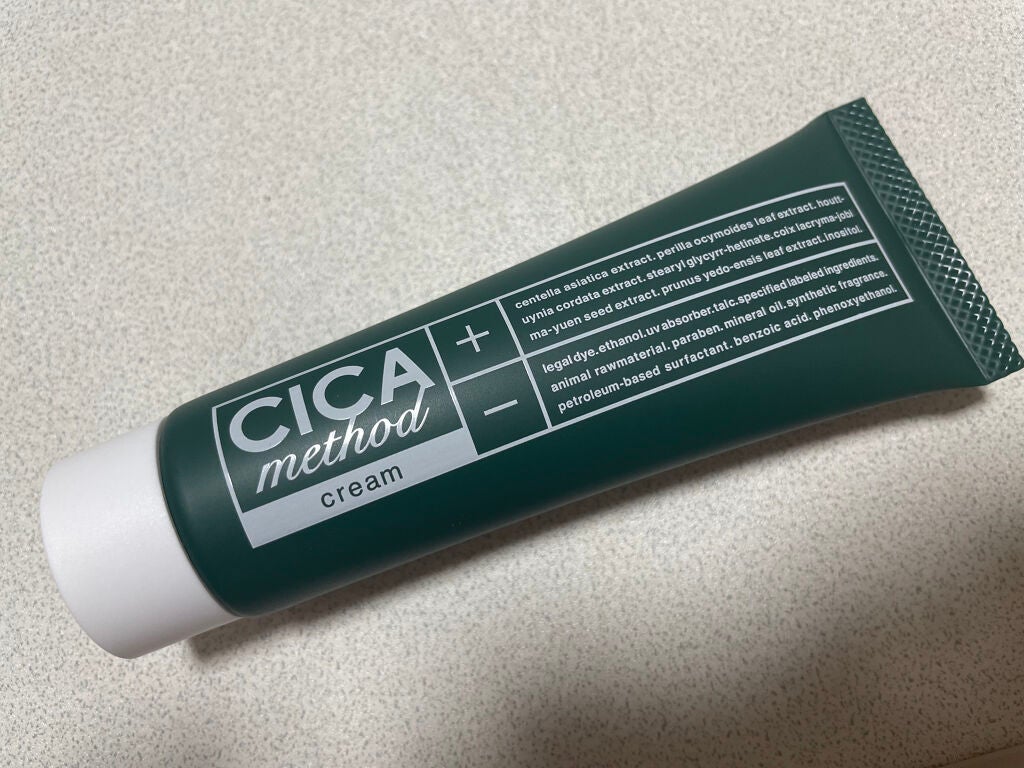 CICA
method
cream
+
centella asiatica extract. perilla ocymoides leaf extract. houtt-
uynia cordata extract. stearyl glycyrr-hetinate. coix lacryma-jobi
ma-yuen seed extract. prunus yedo-ensis leaf extract. Inositol.
−
legal dye. ethanol. uv absorber. talc. specified labeled ingredients.
animal rawmaterial. paraben. mineral oil. synthetic fragrance.
petroleum-based surfactant. benzoic acid. phenoxyethanol.